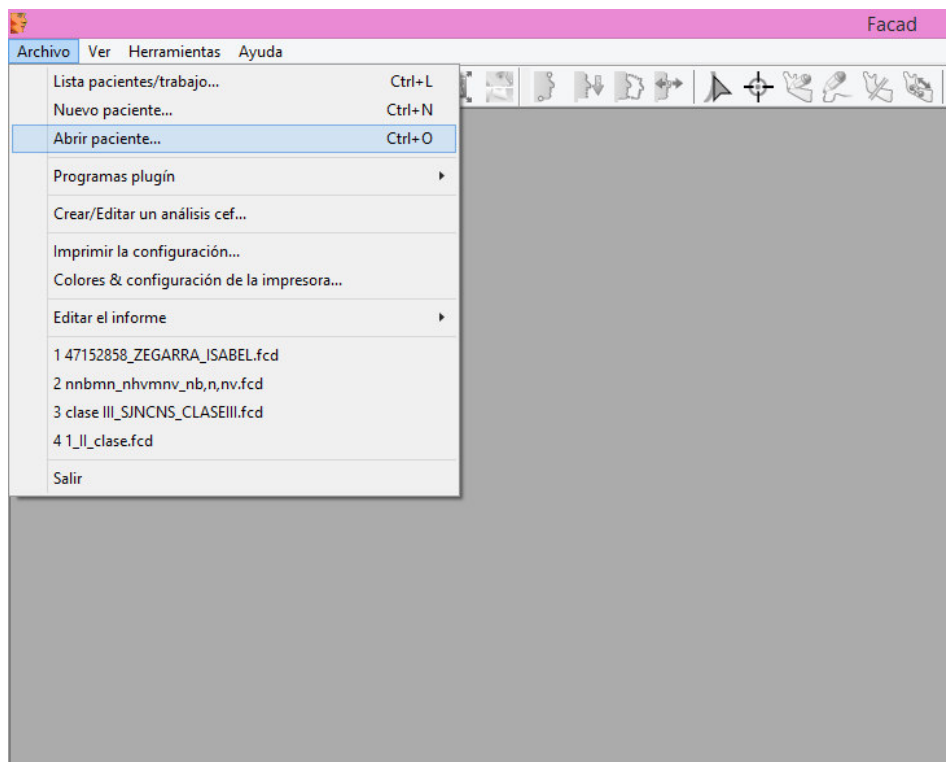 Facad
Archivo Ver Herramientas Ayuda
Lista pacientes/trabajo... Ctrl+L
Nuevo paciente... Ctrl+N
Abrir paciente... Ctrl+O
Programas plugín
Crear/Editar un análisis cef...
Imprimir la configuración...
Colores & configuración de la impresora...
Editar el informe
1 47152858_ZEGARRA_ISABEL.fcd
2 nnbmn_nhvmnv_nb,n,nv.fcd
3 clase III_SJNCNS_CLASEIII.fcd
4 1_II_clase.fcd
Salir